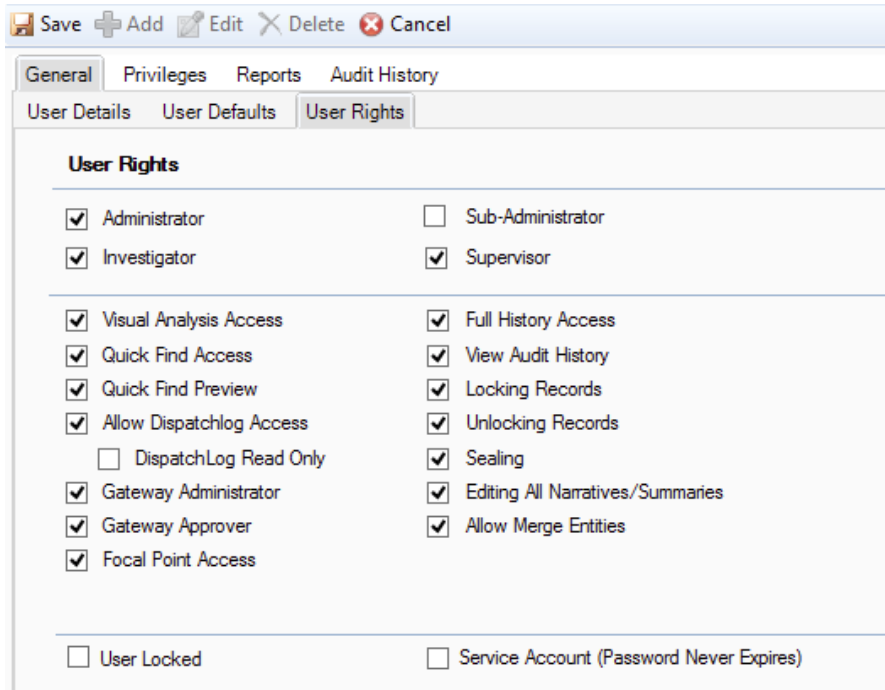 Save Add Edit Delete Cancel
General Privileges Reports Audit History
User Details User Defaults User Rights
User Rights
Administrator Sub-Administrator
Investigator Supervisor
Visual Analysis Access Full History Access
Quick Find Access View Audit History
Quick Find Preview Locking Records
Allow Dispatchlog Access Unlocking Records
DispatchLog Read Only Sealing
Gateway Administrator Editing All Narratives/Summaries
Gateway Approver Allow Merge Entities
Focal Point Access
User Locked Service Account (Password Never Expires)